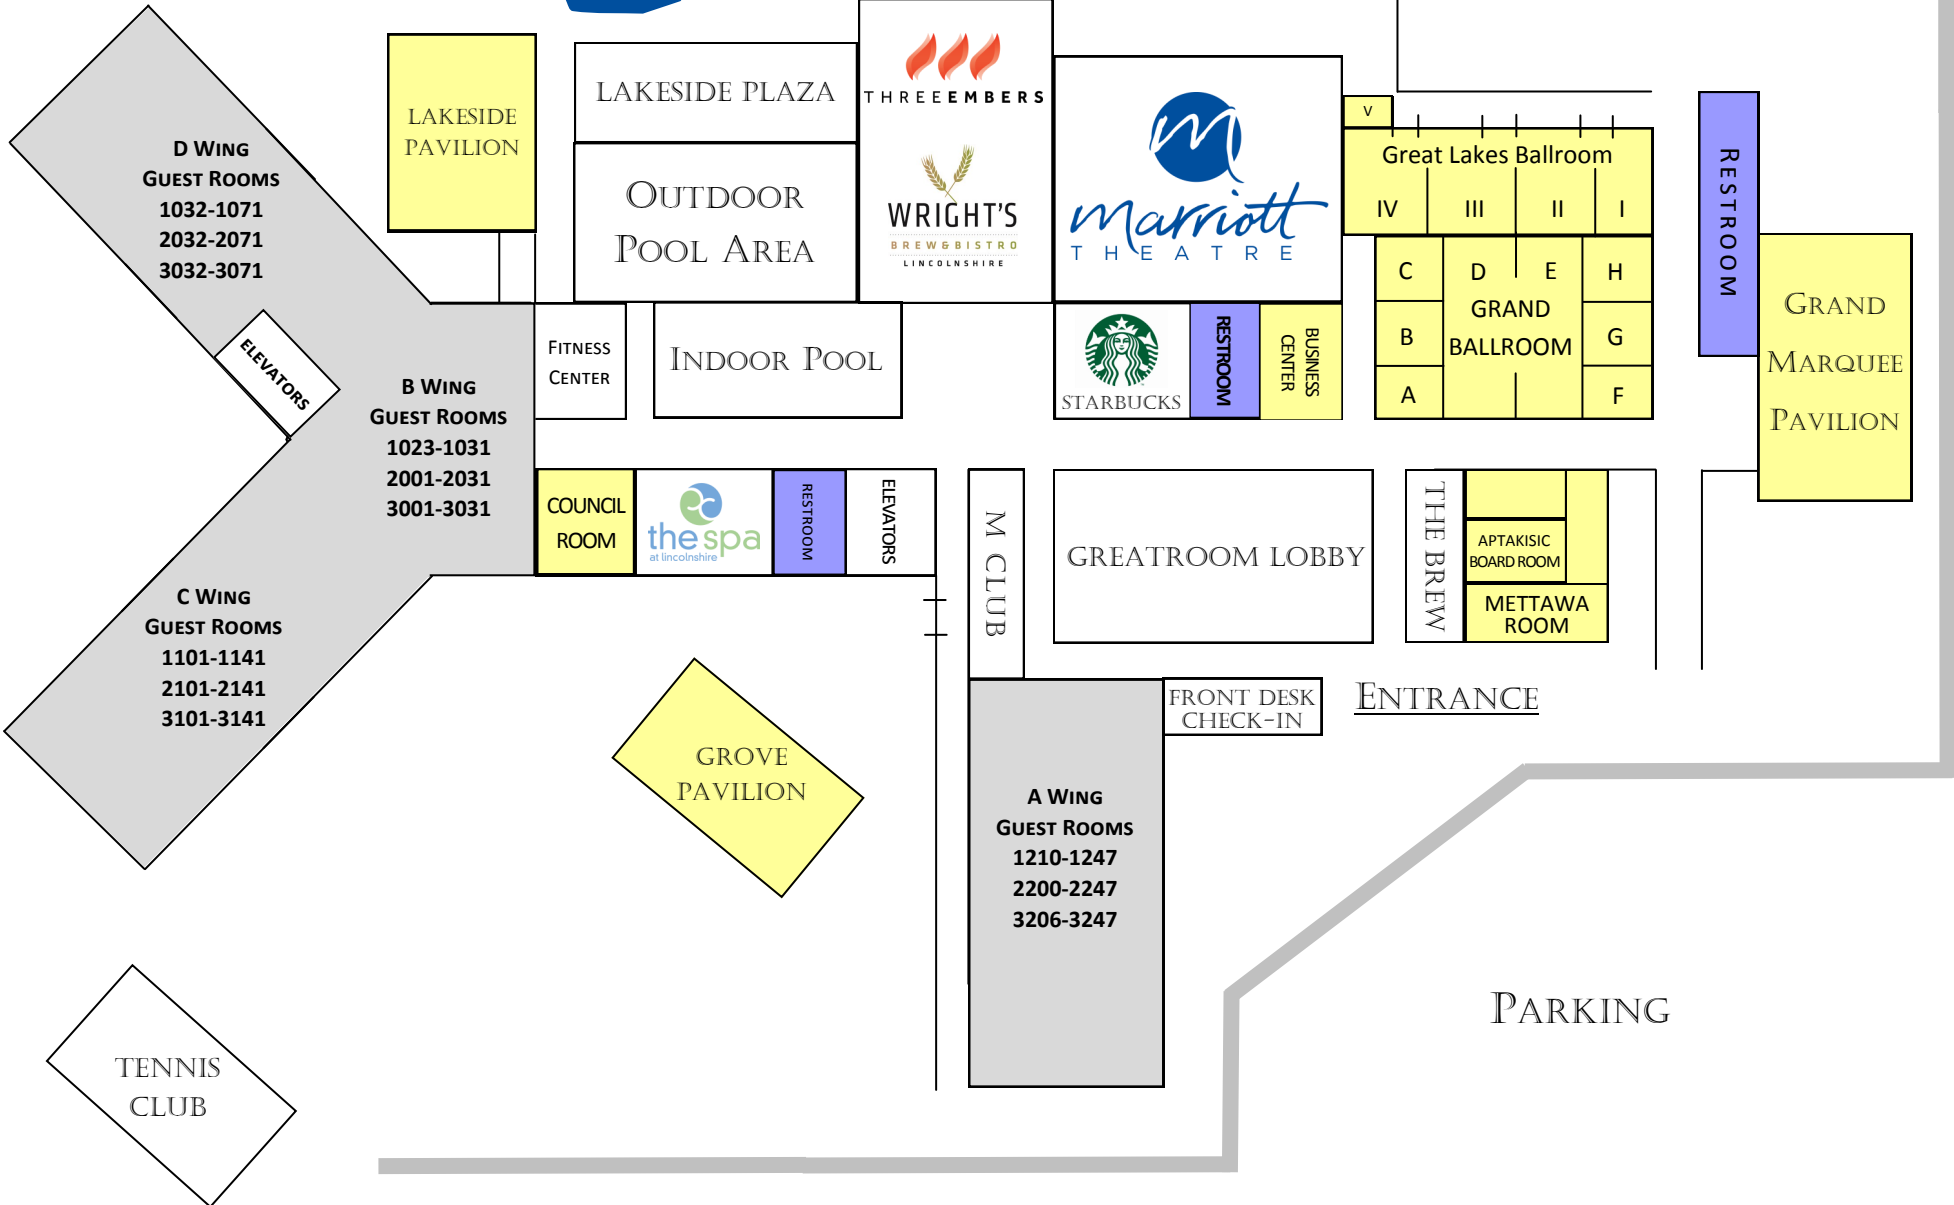 LAKESIDE
PAVILION
LAKESIDE PLAZA
THREEEMBERS
OUTDOOR
POOL AREA
WRIGHT'S
BREW&BISTRO
LINCOLNSHIRE
m
marriott
THEATRE
V
Great Lakes Ballroom
IV
III
II
I
RESTROOM
C
D
E
H
GRAND
BALLROOM
B
G
A
F
GRAND
MARQUEE
PAVILION
D WING
GUEST ROOMS
1032-1071
2032-2071
3032-3071
ELEVATORS
B WING
GUEST ROOMS
1023-1031
2001-2031
3001-3031
FITNESS
CENTER
INDOOR POOL
STARBUCKS
RESTROOM
BUSINESS
CENTER
COUNCIL
ROOM
the spa
at lincolnshire
RESTROOM
ELEVATORS
M CLUB
GREATROOM LOBBY
THE BREW
APTAKISIC
BOARD ROOM
METTAWA
ROOM
C WING
GUEST ROOMS
1101-1141
2101-2141
3101-3141
GROVE
PAVILION
FRONT DESK
CHECK-IN
ENTRANCE
A WING
GUEST ROOMS
1210-1247
2200-2247
3206-3247
TENNIS
CLUB
PARKING